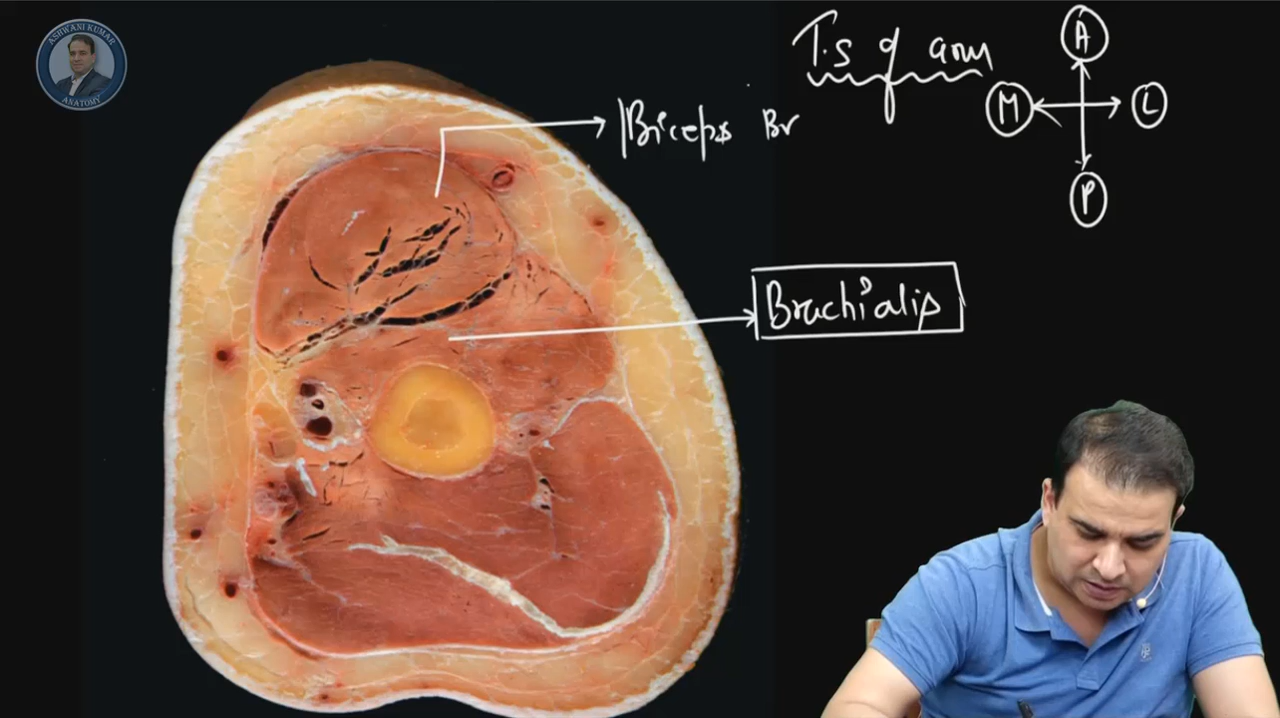 ASHWANI KUMAR
ANATOMY
T.S of arm
A
M
L
P
Biceps Br
Brachialis